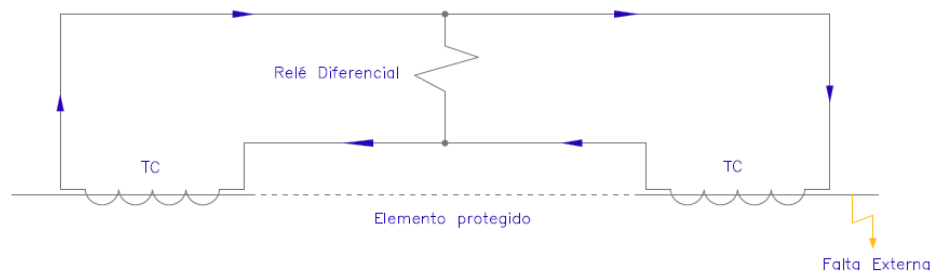 Relé Diferencial
TC
TC
Elemento protegido
Falta Externa